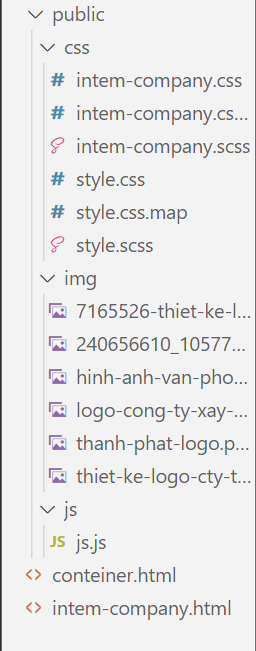 public
css
intem-company.css
intem-company.cs...
intem-company.scss
style.css
style.css.map
style.scss
img
7165526-thiet-ke-l...
240656610_10577...
hinh-anh-van-pho...
logo-cong-ty-xay-...
thanh-phat-logo.p...
thiet-ke-logo-cty-t...
js
JS js.js
conteiner.html
intem-company.html